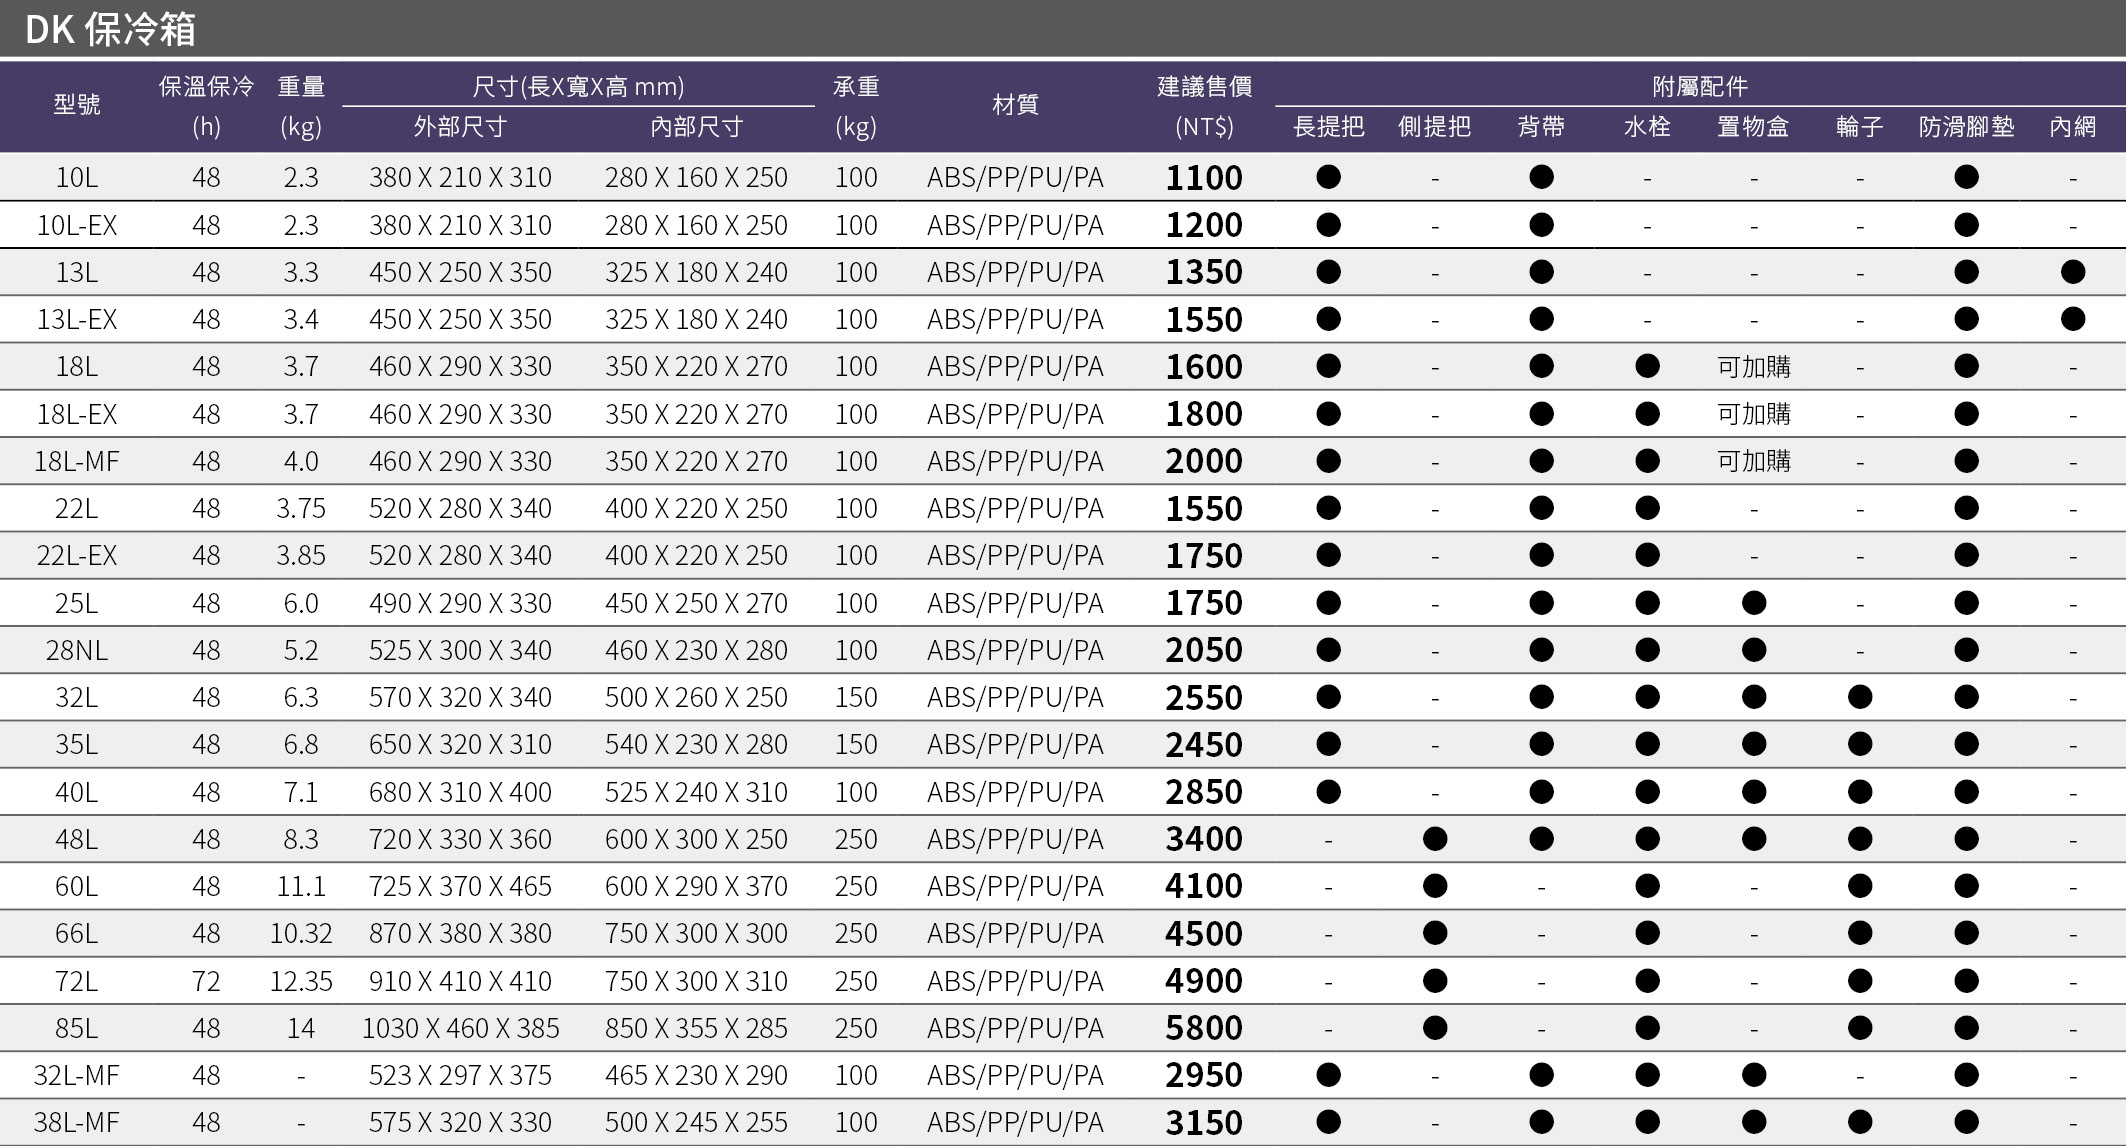 DK 保冷箱
型號 保溫保冷 (h) 重量 (kg) 尺寸(長X寬X高 mm) 外部尺寸 內部尺寸 承重 (kg) 材質 建議售價 (NT$) 附屬配件 長提把 側提把 背帶 水栓 置物盒 輪子 防滑腳墊 內網
10L 48 2.3 380 X 210 X 310 280 X 160 X 250 100 ABS/PP/PU/PA 1100 ● - ● - - - ● -
10L-EX 48 2.3 380 X 210 X 310 280 X 160 X 250 100 ABS/PP/PU/PA 1200 ● - ● - - - ● -
13L 48 3.3 450 X 250 X 350 325 X 180 X 240 100 ABS/PP/PU/PA 1350 ● - ● - - - ● ●
13L-EX 48 3.4 450 X 250 X 350 325 X 180 X 240 100 ABS/PP/PU/PA 1550 ● - ● - - - ● ●
18L 48 3.7 460 X 290 X 330 350 X 220 X 270 100 ABS/PP/PU/PA 1600 ● - ● ● 可加購 - ● -
18L-EX 48 3.7 460 X 290 X 330 350 X 220 X 270 100 ABS/PP/PU/PA 1800 ● - ● ● 可加購 - ● -
18L-MF 48 4.0 460 X 290 X 330 350 X 220 X 270 100 ABS/PP/PU/PA 2000 ● - ● ● 可加購 - ● -
22L 48 3.75 520 X 280 X 340 400 X 220 X 250 100 ABS/PP/PU/PA 1550 ● - ● ● - - ● -
22L-EX 48 3.85 520 X 280 X 340 400 X 220 X 250 100 ABS/PP/PU/PA 1750 ● - ● ● - - ● -
25L 48 6.0 490 X 290 X 330 450 X 250 X 270 100 ABS/PP/PU/PA 1750 ● - ● ● ● - ● -
28NL 48 5.2 525 X 300 X 340 460 X 230 X 280 100 ABS/PP/PU/PA 2050 ● - ● ● ● - ● -
32L 48 6.3 570 X 320 X 340 500 X 260 X 250 150 ABS/PP/PU/PA 2550 ● - ● ● ● ● ● -
35L 48 6.8 650 X 320 X 310 540 X 230 X 280 150 ABS/PP/PU/PA 2450 ● - ● ● ● ● ● -
40L 48 7.1 680 X 310 X 400 525 X 240 X 310 100 ABS/PP/PU/PA 2850 ● - ● ● ● ● ● -
48L 48 8.3 720 X 330 X 360 600 X 300 X 250 250 ABS/PP/PU/PA 3400 - ● ● ● ● ● ● -
60L 48 11.1 725 X 370 X 465 600 X 290 X 370 250 ABS/PP/PU/PA 4100 - ● - ● - ● ● -
66L 48 10.32 870 X 380 X 380 750 X 300 X 300 250 ABS/PP/PU/PA 4500 - ● - ● - ● ● -
72L 72 12.35 910 X 410 X 410 750 X 300 X 310 250 ABS/PP/PU/PA 4900 - ● - ● - ● ● -
85L 48 14 1030 X 460 X 385 850 X 355 X 285 250 ABS/PP/PU/PA 5800 - ● - ● - ● ● -
32L-MF 48 - 523 X 297 X 375 465 X 230 X 290 100 ABS/PP/PU/PA 2950 ● - ● ● ● - ● -
38L-MF 48 - 575 X 320 X 330 500 X 245 X 255 100 ABS/PP/PU/PA 3150 ● - ● ● ● ● ● -